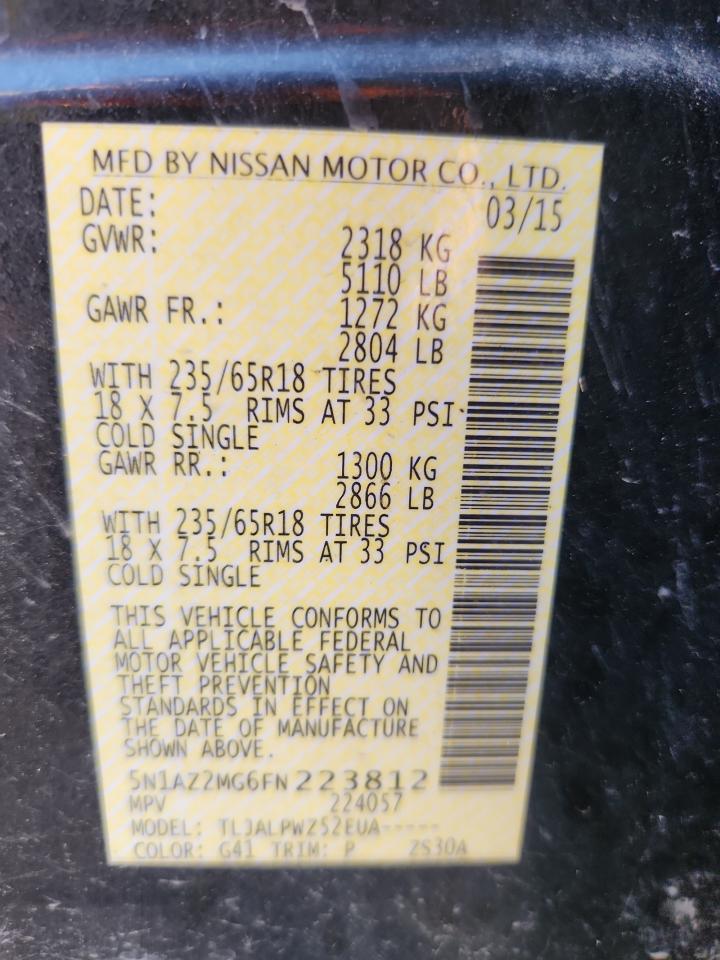 MFD BY NISSAN MOTOR CO., LTD.
DATE: 03/15
GVWR: 2318 KG
5110 LB
GAWR FR.: 1272 KG
2804 LB
WITH 235/65R18 TIRES
18 X 7.5 RIMS AT 33 PSI
COLD SINGLE
GAWR RR.: 1300 KG
2866 LB
WITH 235/65R18 TIRES
18 X 7.5 RIMS AT 33 PSI
COLD SINGLE
THIS VEHICLE CONFORMS TO
ALL APPLICABLE FEDERAL
MOTOR VEHICLE SAFETY AND
THEFT PREVENTION
STANDARDS IN EFFECT ON
THE DATE OF MANUFACTURE
SHOWN ABOVE.
5N1AZ2MG6FN223812
MPV 224057
MODEL: TLJALPWZ52EUA-----
COLOR: G41 TRIM: P ZS30A